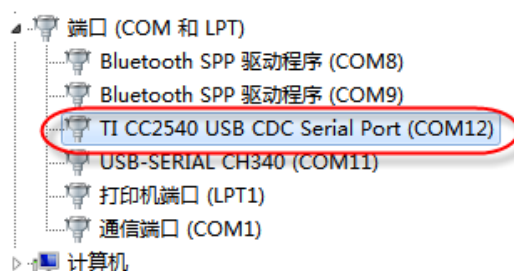 端口 (COM 和 LPT)
Bluetooth SPP 驱动程序 (COM8)
Bluetooth SPP 驱动程序 (COM9)
TI CC2540 USB CDC Serial Port (COM12)
USB-SERIAL CH340 (COM11)
打印机端口 (LPT1)
通信端口 (COM1)
计算机